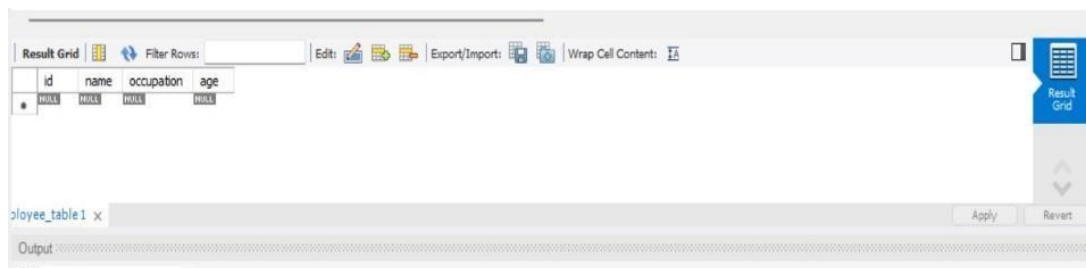 Result Grid Filter Rows: Edit: Export/Import: Wrap Cell Content: IA
id name occupation age
NULL NULL NULL NULL
Result
Grid
ployee_table1 x Apply Revert
Output